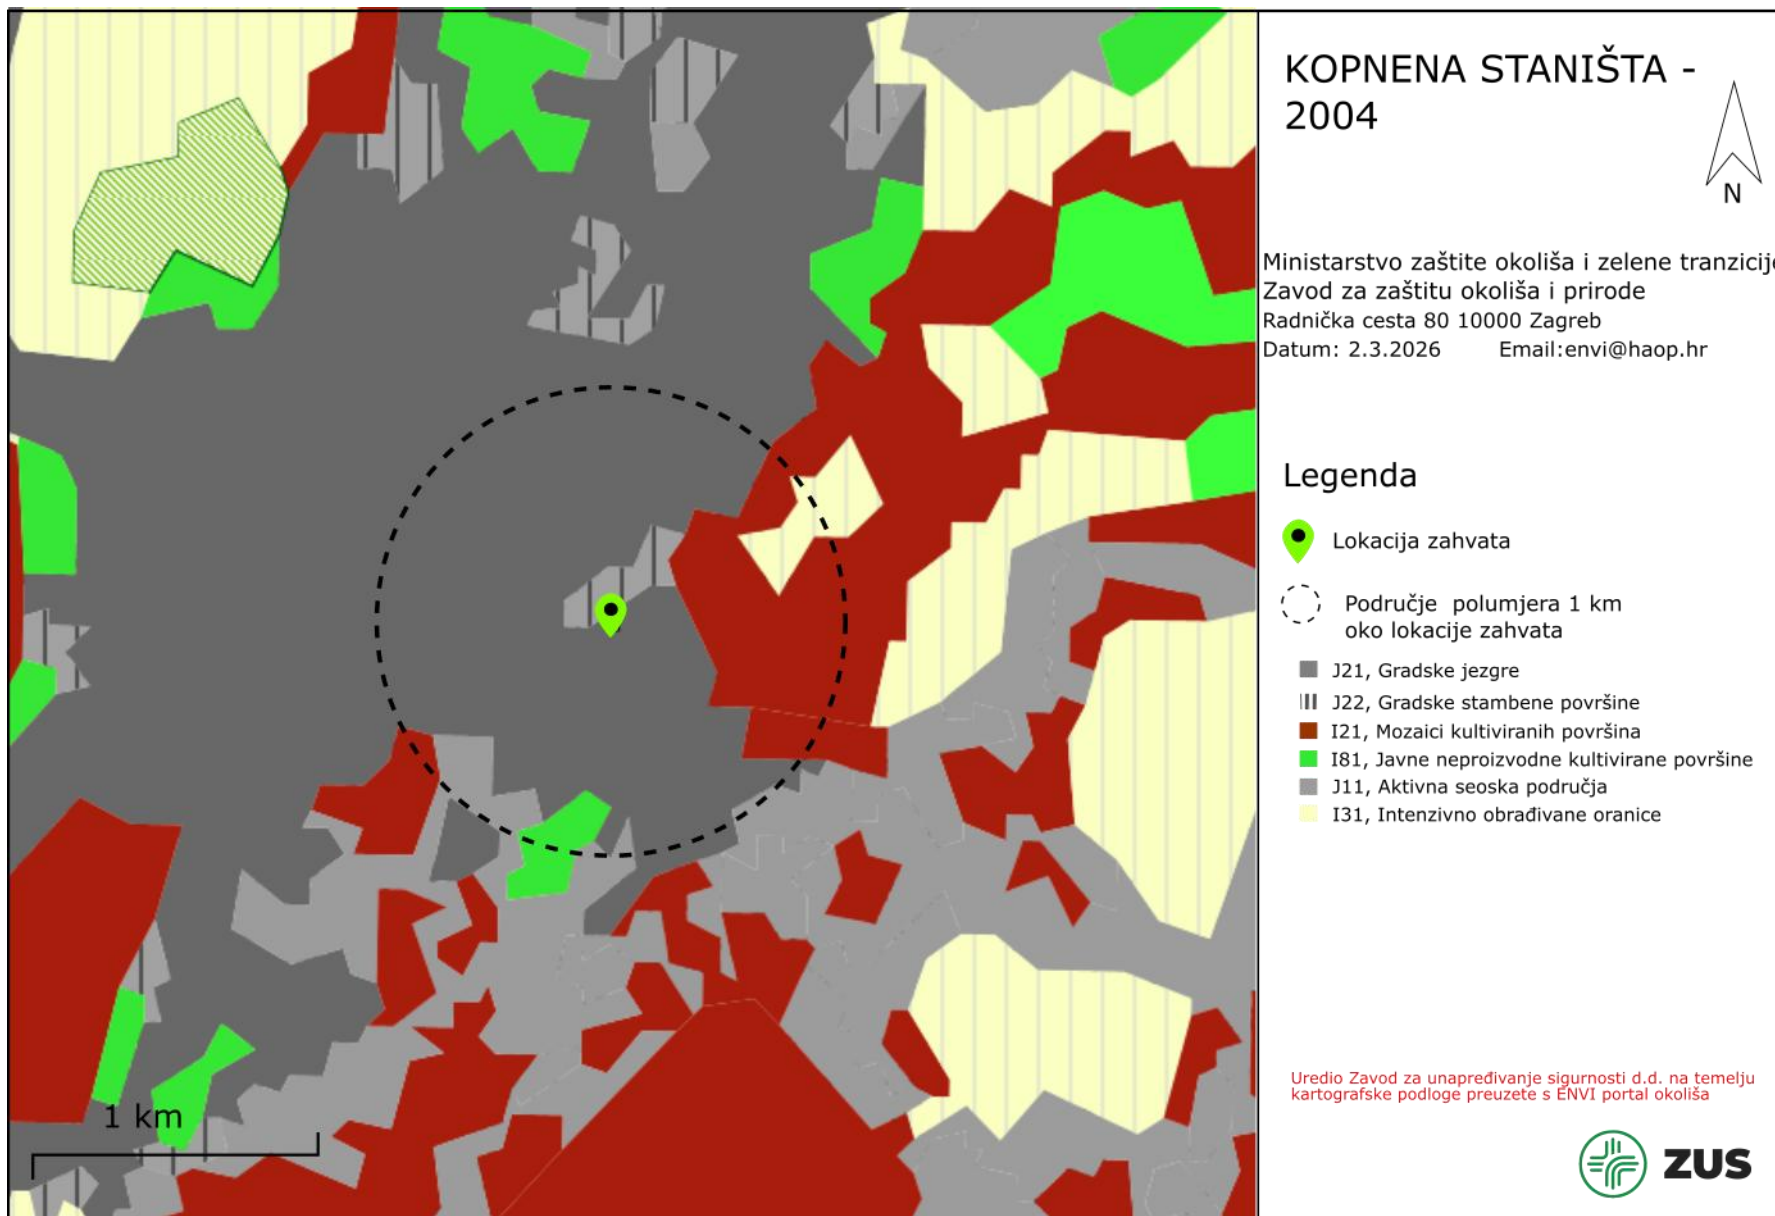 KOPNENA STANIŠTA -
2004
N
Ministarstvo zaštite okoliša i zelene tranzicije
Zavod za zaštitu okoliša i prirode
Radnička cesta 80 10000 Zagreb
Datum: 2.3.2026 Email:envi@haop.hr
Legenda
Lokacija zahvata
Područje polumjera 1 km
oko lokacije zahvata
J21, Gradske jezgre
J22, Gradske stambene površine
I21, Mozaici kultiviranih površina
I81, Javne neproizvodne kultivirane površine
J11, Aktivna seoska područja
I31, Intenzivno obrađivane oranice
1 km
Uredio Zavod za unapređivanje sigurnosti d.d. na temelju
kartografske podloge preuzete s ENVI portal okoliša
ZUS